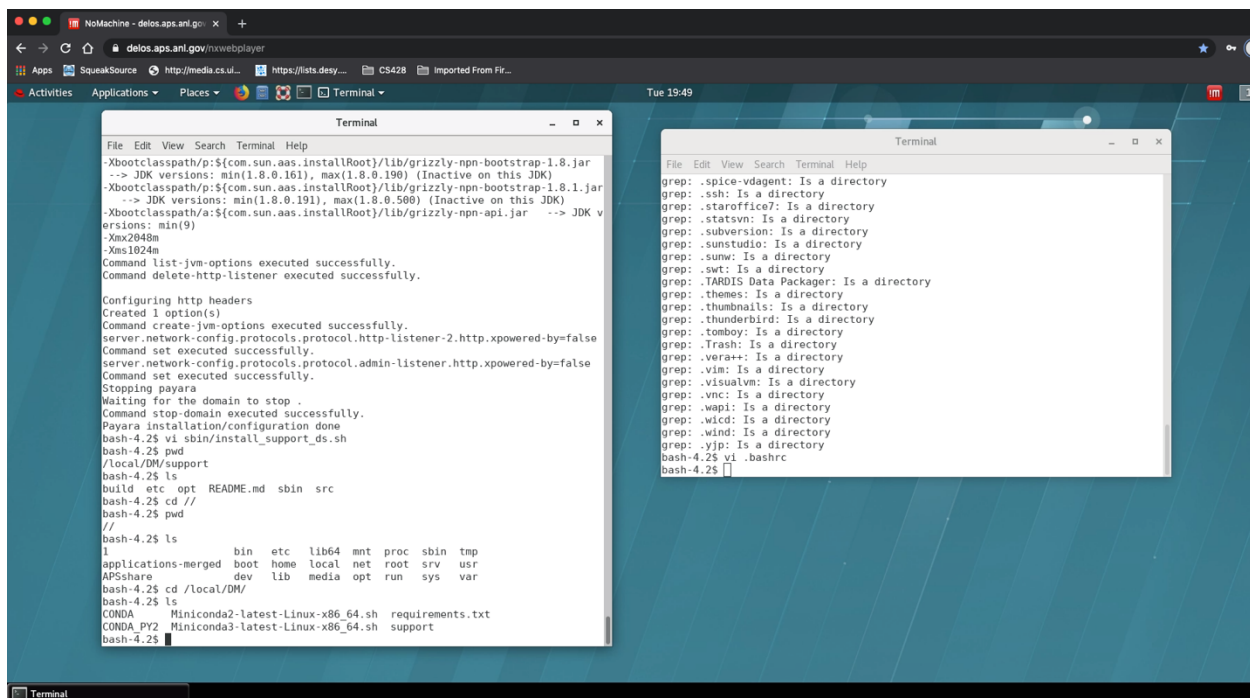 NoMachine - delos.aps.anl.gov
delos.aps.anl.gov/nxwebplayer
Apps SqueakSource http://media.cs.ui... https://lists.desy.... CS428 Imported From Fir...
Activities Applications Places Terminal Tue 19:49
Terminal
File Edit View Search Terminal Help
-Xbootclasspath/p:${com.sun.aas.installRoot}/lib/grizzly-npn-bootstrap-1.8.jar
--> JDK versions: min(1.8.0.161), max(1.8.0.190) (Inactive on this JDK)
-Xbootclasspath/p:${com.sun.aas.installRoot}/lib/grizzly-npn-bootstrap-1.8.1.jar
--> JDK versions: min(1.8.0.191), max(1.8.0.500) (Inactive on this JDK)
-Xbootclasspath/a:${com.sun.aas.installRoot}/lib/grizzly-npn-api.jar --> JDK v
ersions: min(9)
-Xmx2048m
-Xms1024m
Command list-jvm-options executed successfully.
Command delete-http-listener executed successfully.
Configuring http headers
Created 1 option(s)
Command create-jvm-options executed successfully.
server.network-config.protocols.protocol.http-listener-2.http.xpowered-by=false
Command set executed successfully.
server.network-config.protocols.protocol.admin-listener.http.xpowered-by=false
Command set executed successfully.
Stopping payara
Waiting for the domain to stop .
Command stop-domain executed successfully.
Payara installation/configuration done
bash-4.2$ vi sbin/install_support_ds.sh
bash-4.2$ pwd
/local/DM/support
bash-4.2$ ls
build etc opt README.md sbin src
bash-4.2$ cd //
bash-4.2$ pwd
//
bash-4.2$ ls
1 bin etc lib64 mnt proc sbin tmp
applications-merged boot home local net root srv usr
APSshare dev lib media opt run sys var
bash-4.2$ cd /local/DM/
bash-4.2$ ls
CONDA Miniconda2-latest-Linux-x86_64.sh requirements.txt
CONDA_PY2 Miniconda3-latest-Linux-x86_64.sh support
bash-4.2$
Terminal
File Edit View Search Terminal Help
grep: .spice-vdagent: Is a directory
grep: .ssh: Is a directory
grep: .staroffice7: Is a directory
grep: .statsvn: Is a directory
grep: .subversion: Is a directory
grep: .sunstudio: Is a directory
grep: .sunw: Is a directory
grep: .swt: Is a directory
grep: .TARDIS Data Packager: Is a directory
grep: .themes: Is a directory
grep: .thumbnails: Is a directory
grep: .thunderbird: Is a directory
grep: .tomboy: Is a directory
grep: .Trash: Is a directory
grep: .vera++: Is a directory
grep: .vim: Is a directory
grep: .visualvm: Is a directory
grep: .vnc: Is a directory
grep: .wapi: Is a directory
grep: .wicd: Is a directory
grep: .wind: Is a directory
grep: .yjp: Is a directory
bash-4.2$ vi .bashrc
bash-4.2$
Terminal